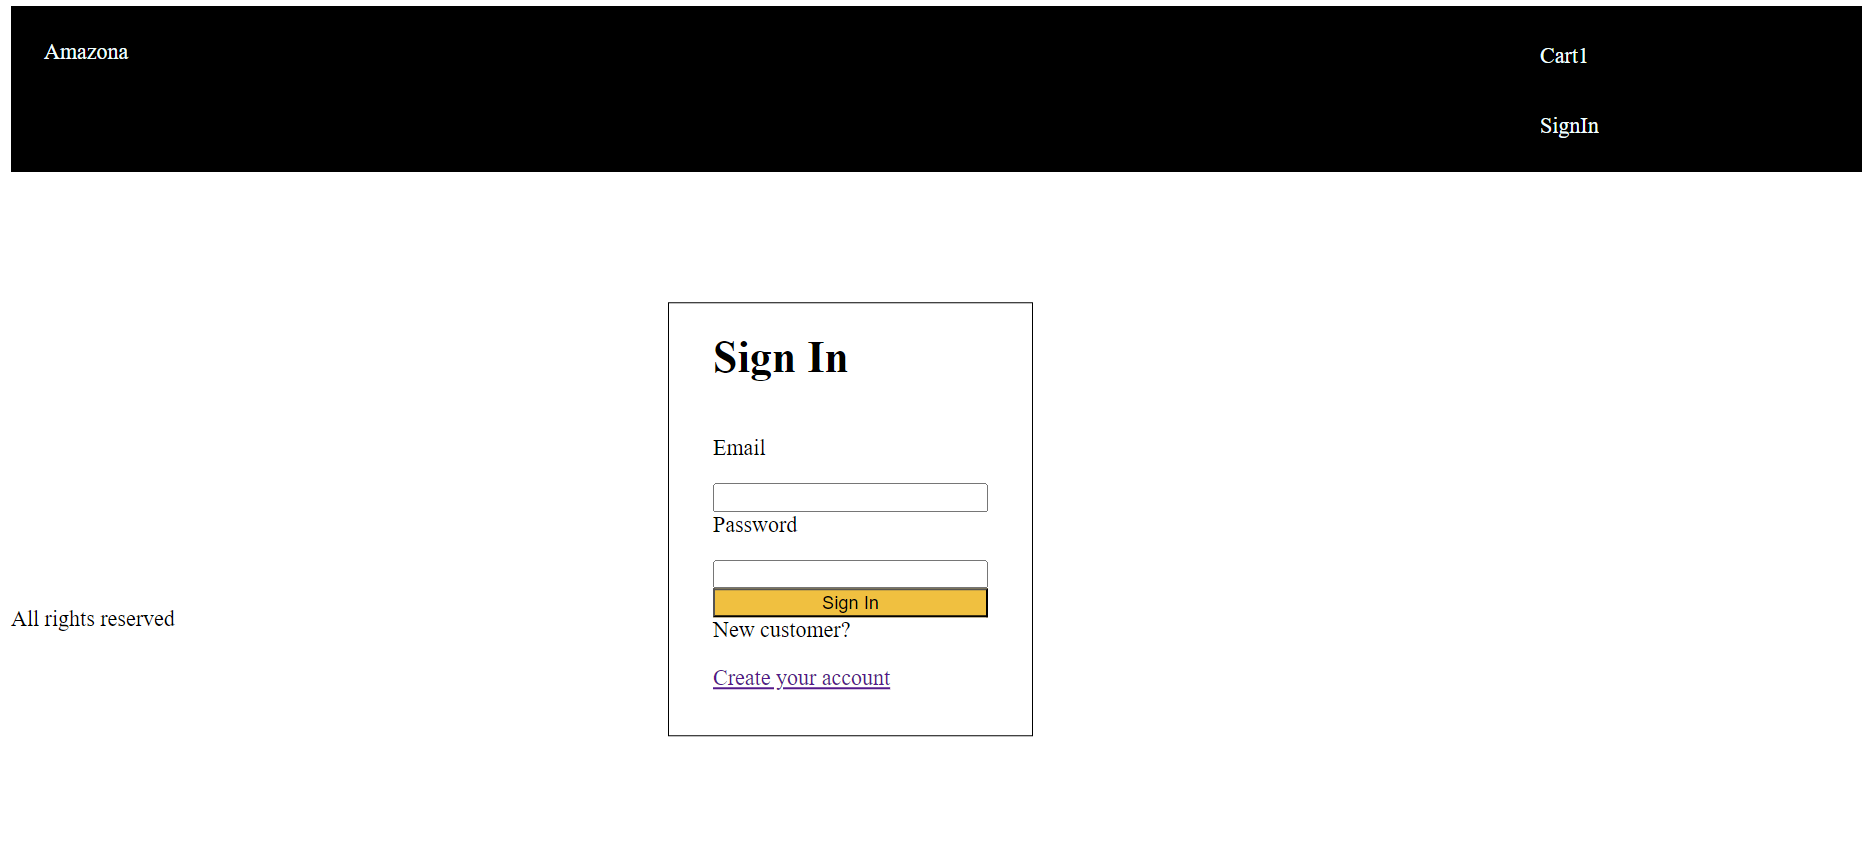 Amazona
Cart1
SignIn
Sign In
Email
Password
Sign In
New customer?
Create your account
All rights reserved